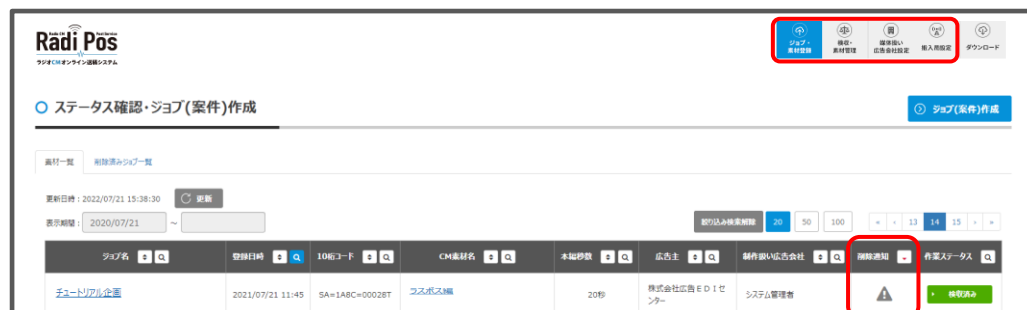 Radio CM Pool Service
Radi Pos
ラジオCMオンライン送稿システム
ジョブ・
素材登録
検収・
素材管理
媒体扱い
広告会社設定
搬入局設定
ダウンロード
ステータス確認・ジョブ(案件)作成
ジョブ(案件)作成
素材一覧 削除済みジョブ一覧
更新日時 : 2022/07/21 15:38:30 更新
表示期間 : 2020/07/21 ~
絞り込み検索解除 20 50 100 « ‹ 13 14 15 › »
ジョブ名 登録日時 10桁コード CM素材名 本編秒数 広告主 制作扱い広告会社 削除通知 作業ステータス
チュートリアル企画 2021/07/21 11:45 SA=1A8C=00028T ラスポス編 20秒 株式会社広告EDIセ
ンター システム管理者 検収済み